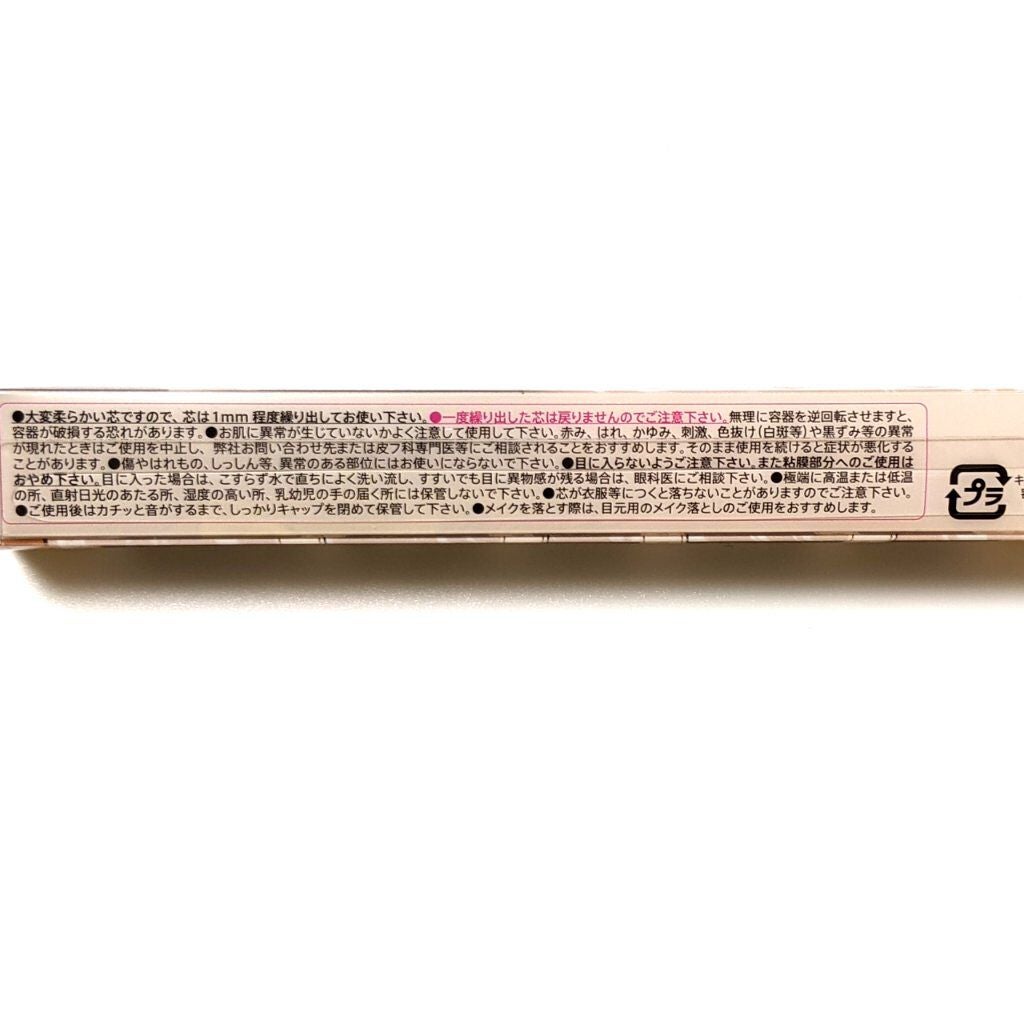 ●大変柔らかい芯ですので、芯は1mm 程度繰り出してお使い下さい。●一度繰り出した芯は戻りませんのでご注意下さい。無理に容器を逆回転させますと、
容器が破損する恐れがあります。●お肌に異常が生じていないかよく注意して使用して下さい。赤み、はれ、かゆみ、刺激、色抜け(白斑等)や黒ずみ等の異常
が現れたときはご使用を中止し、弊社お問い合わせ先または皮フ科専門医等にご相談されることをおすすめします。そのまま使用を続けると症状が悪化する
ことがあります。●傷やはれもの、しっしん等、異常のある部位にはお使いにならないで下さい。●目に入らないようご注意下さい。また粘膜部分へのご使用は
おやめ下さい。目に入った場合は、こすらず水で直ちによく洗い流し、すすいでも目に異物感が残る場合は、眼科医にご相談下さい。●極端に高温または低温
の所、直射日光のあたる所、湿度の高い所、乳幼児の手の届く所には保管しないで下さい。●芯が衣服等につくと落ちないことがありますのでご注意下さい。
●ご使用後はカチッと音がするまで、しっかりキャップを閉めて保管して下さい。●メイクを落とす際は、目元用のメイク落としのご使用をおすすめします。
プラ